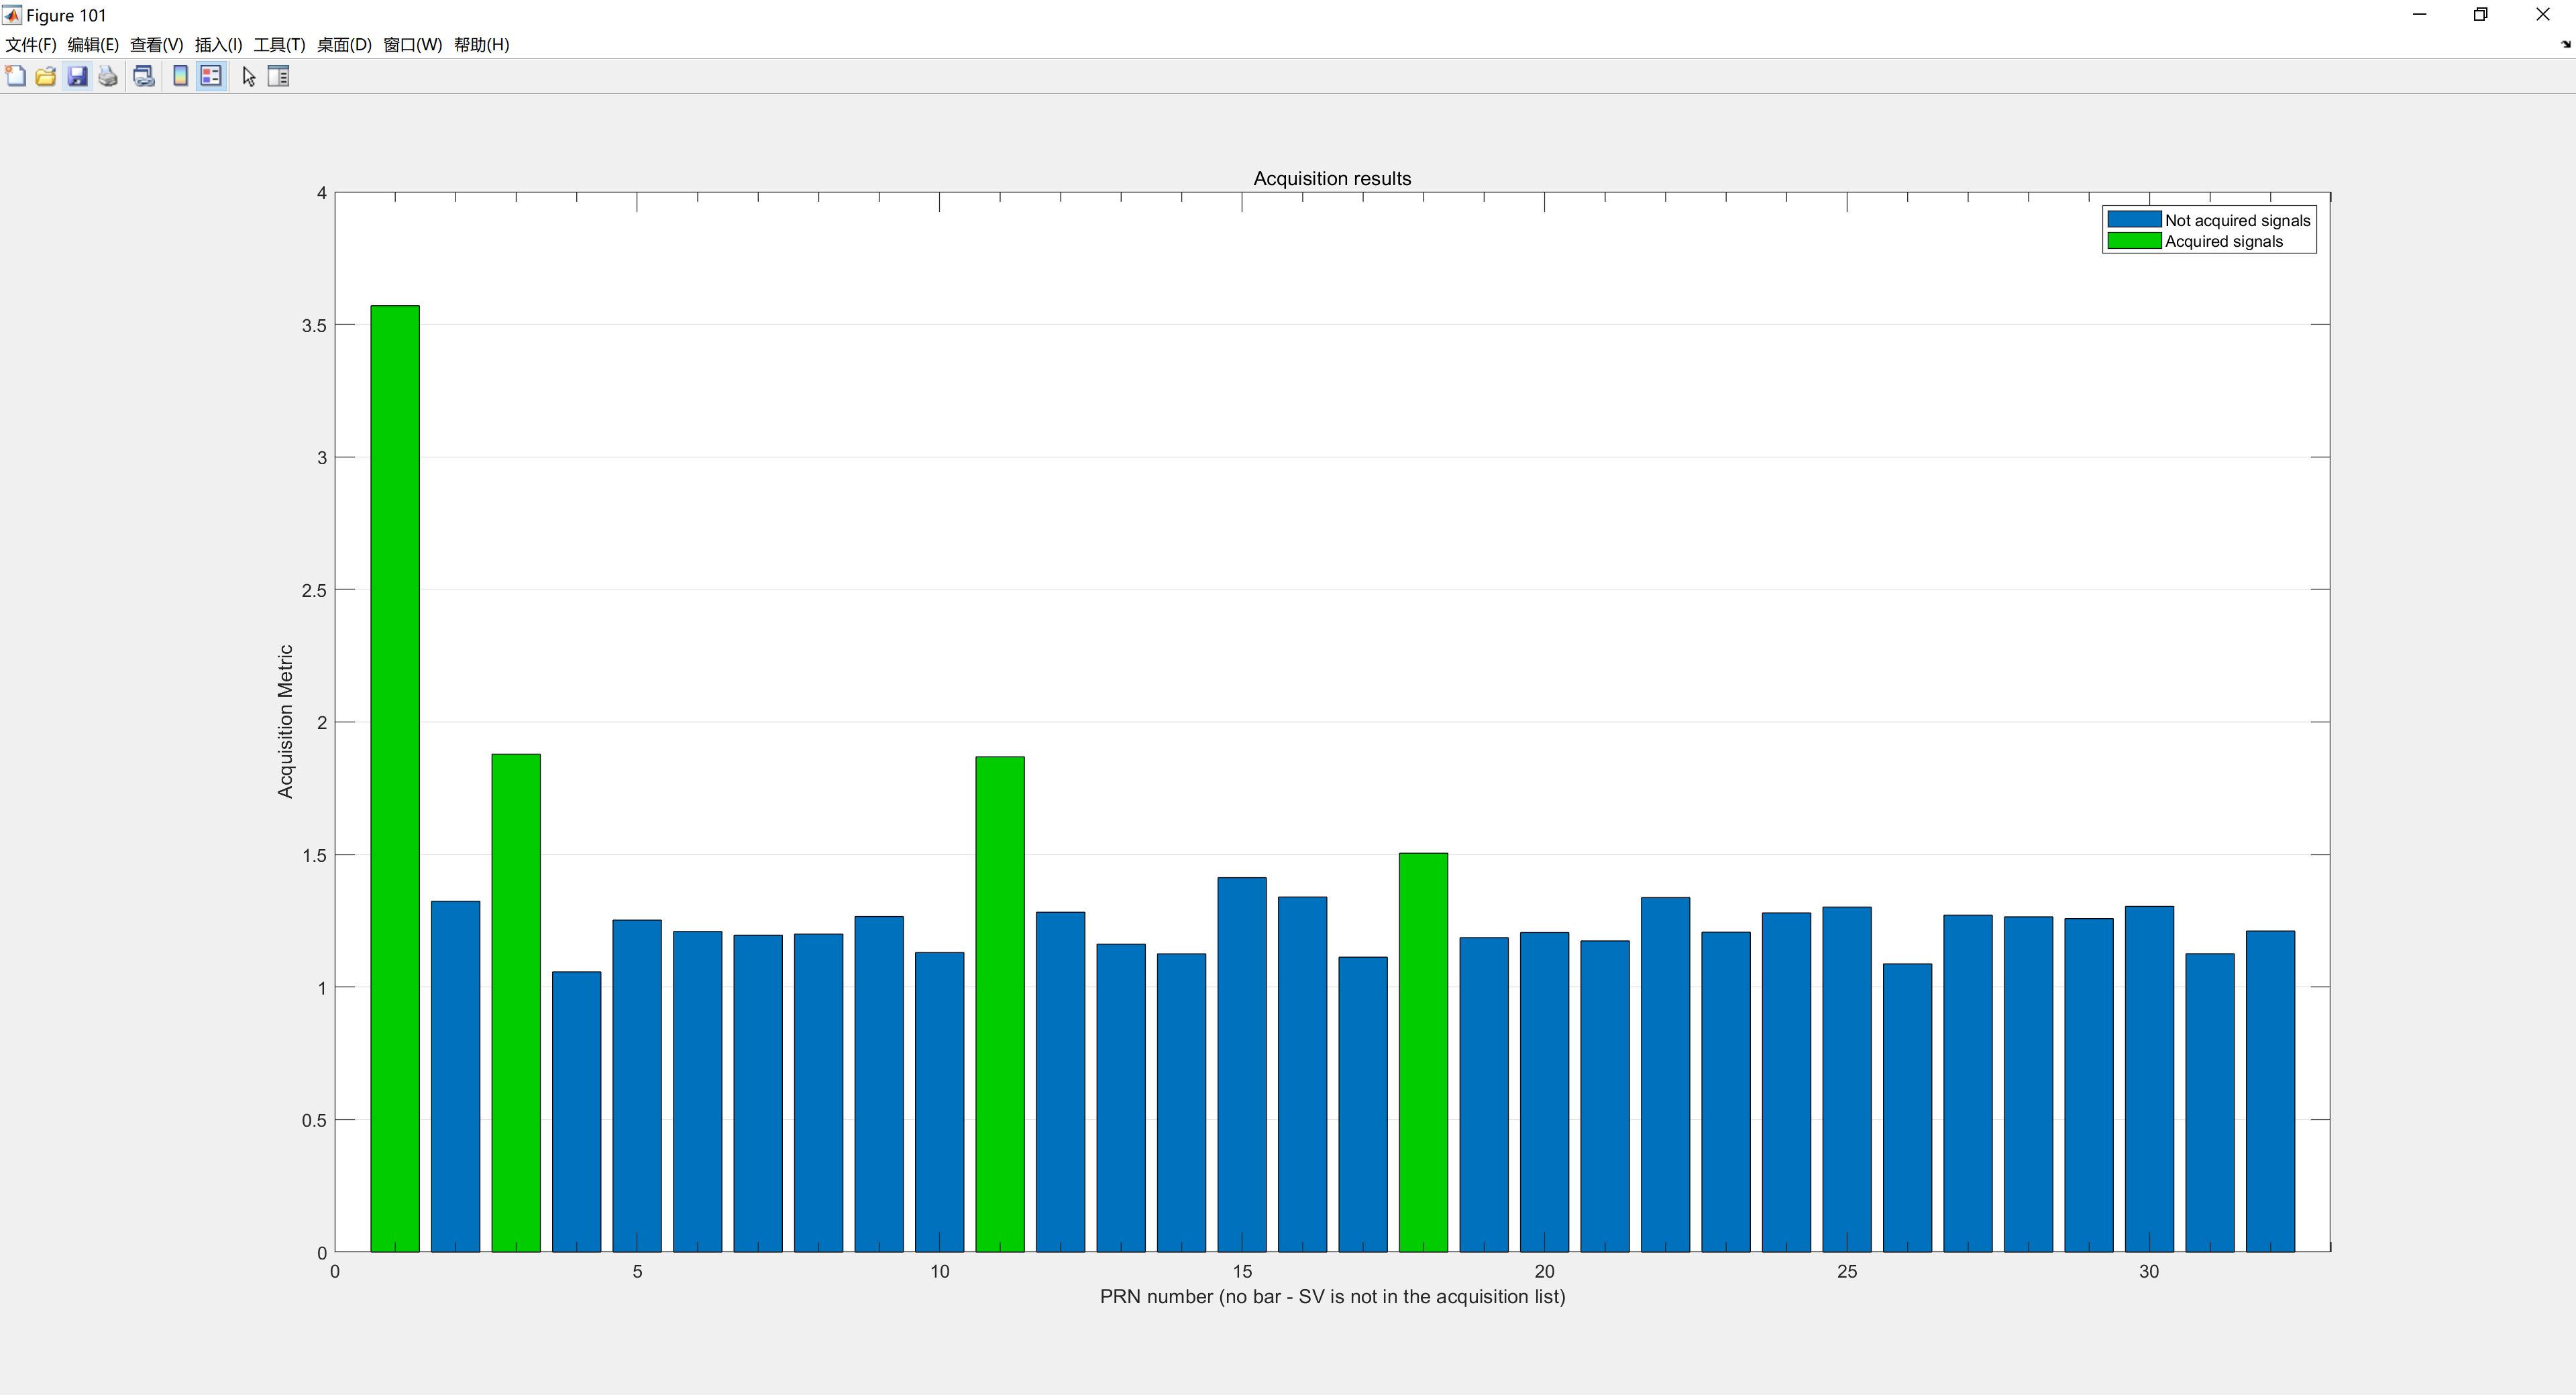 Figure 101
文件(F) 编辑(E) 查看(V) 插入(I) 工具(T) 桌面(D) 窗口(W) 帮助(H)
Acquisition results
Not acquired signals
Acquired signals
4
3.5
3
2.5
2
1.5
1
0.5
0
Acquisition Metric
0 5 10 15 20 25 30
PRN number (no bar - SV is not in the acquisition list)